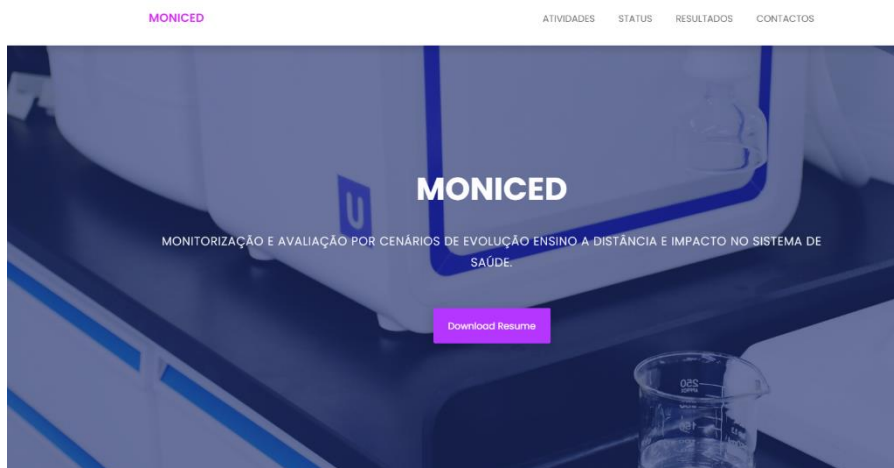 MONICED
ATIVIDADES STATUS RESULTADOS CONTACTOS
U
MONICED
MONITORIZAÇÃO E AVALIAÇÃO POR CENÁRIOS DE EVOLUÇÃO ENSINO A DISTÂNCIA E IMPACTO NO SISTEMA DE
SAÚDE.
Download Resume
250